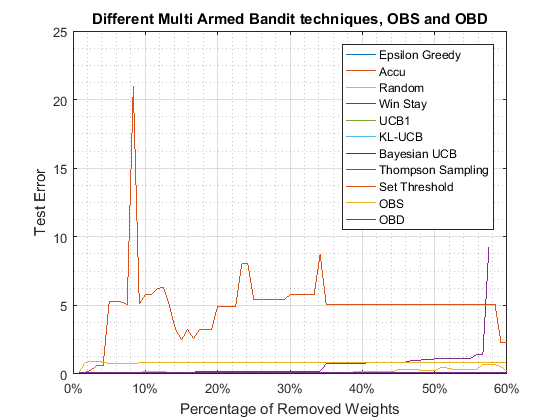 Different Multi Armed Bandit techniques, OBS and OBD
25
20
15
10
5
0
Test Error
Epsilon Greedy
Accu
Random
Win Stay
UCB1
KL-UCB
Bayesian UCB
Thompson Sampling
Set Threshold
OBS
OBD
0% 10% 20% 30% 40% 50% 60%
Percentage of Removed Weights